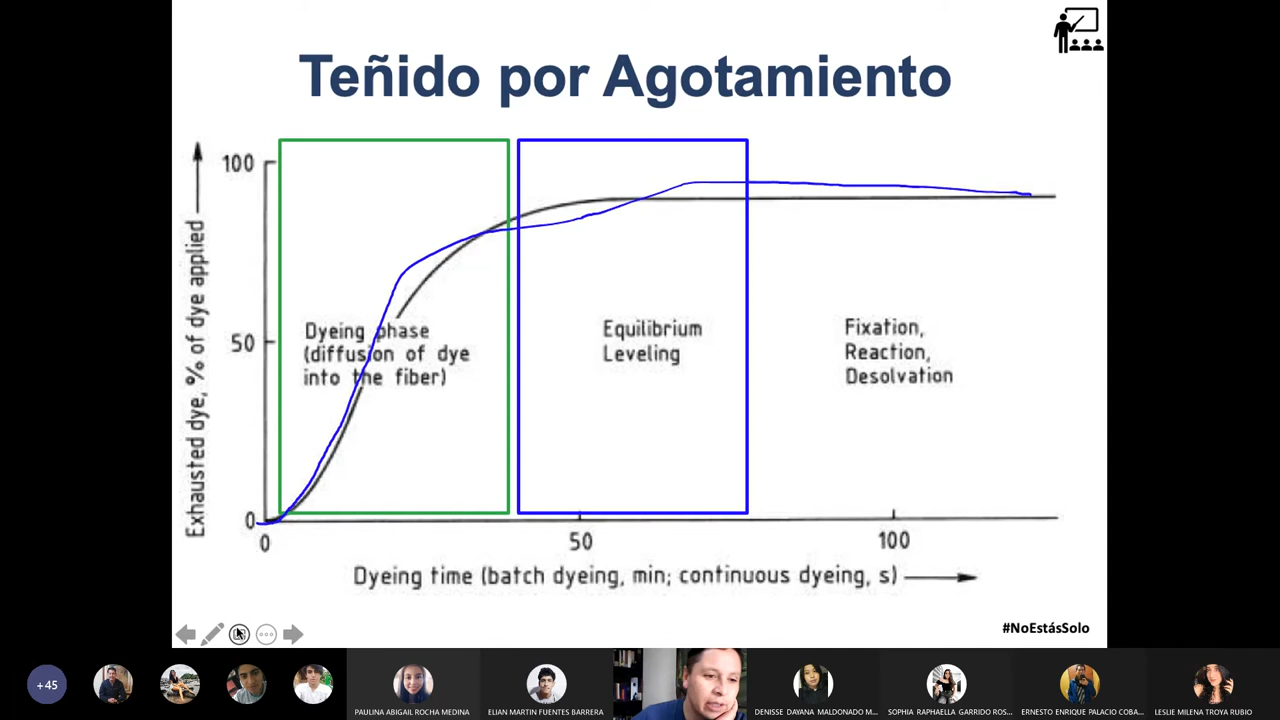 Teñido por Agotamiento
100
50
0
Exhausted dye, % of dye applied
Dyeing phase
(diffusion of dye
into the fiber)
Equilibrium
Leveling
Fixation,
Reaction,
Desolvation
0
50
100
Dyeing time (batch dyeing, min; continuous dyeing, s)
#NoEstásSolo
+45
PAULINA ABIGAIL ROCHA MEDINA
ELIAN MARTIN FUENTES BARRERA
DENISSE DAYANA MALDONADO M...
SOPHIA RAPHAELLA GARRIDO ROS...
ERNESTO ENRIQUE PALACIO COBA...
LESLIE MILENA TROYA RUBIO